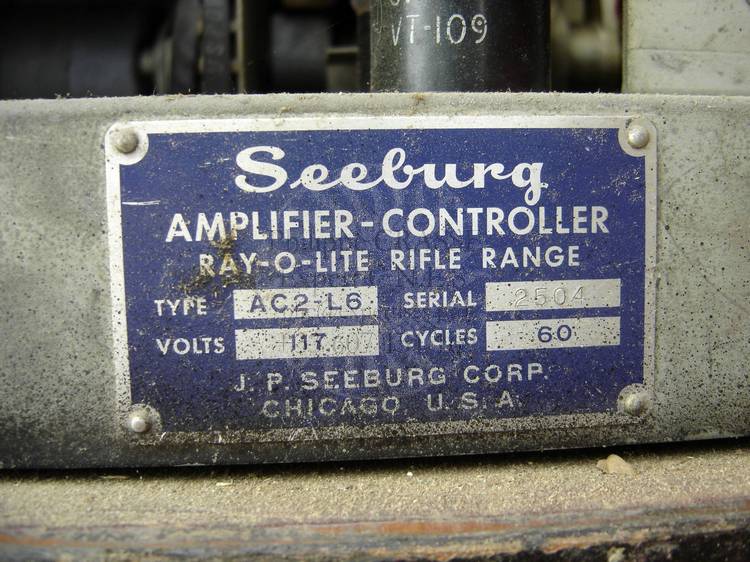 VT-109
Seeburg
AMPLIFIER-CONTROLLER
RAY-O-LITE RIFLE RANGE
TYPE AC2-L6 SERIAL 2504
VOLTS 117 CYCLES 60
J. P. SEEBURG CORP.
CHICAGO, U.S.A.